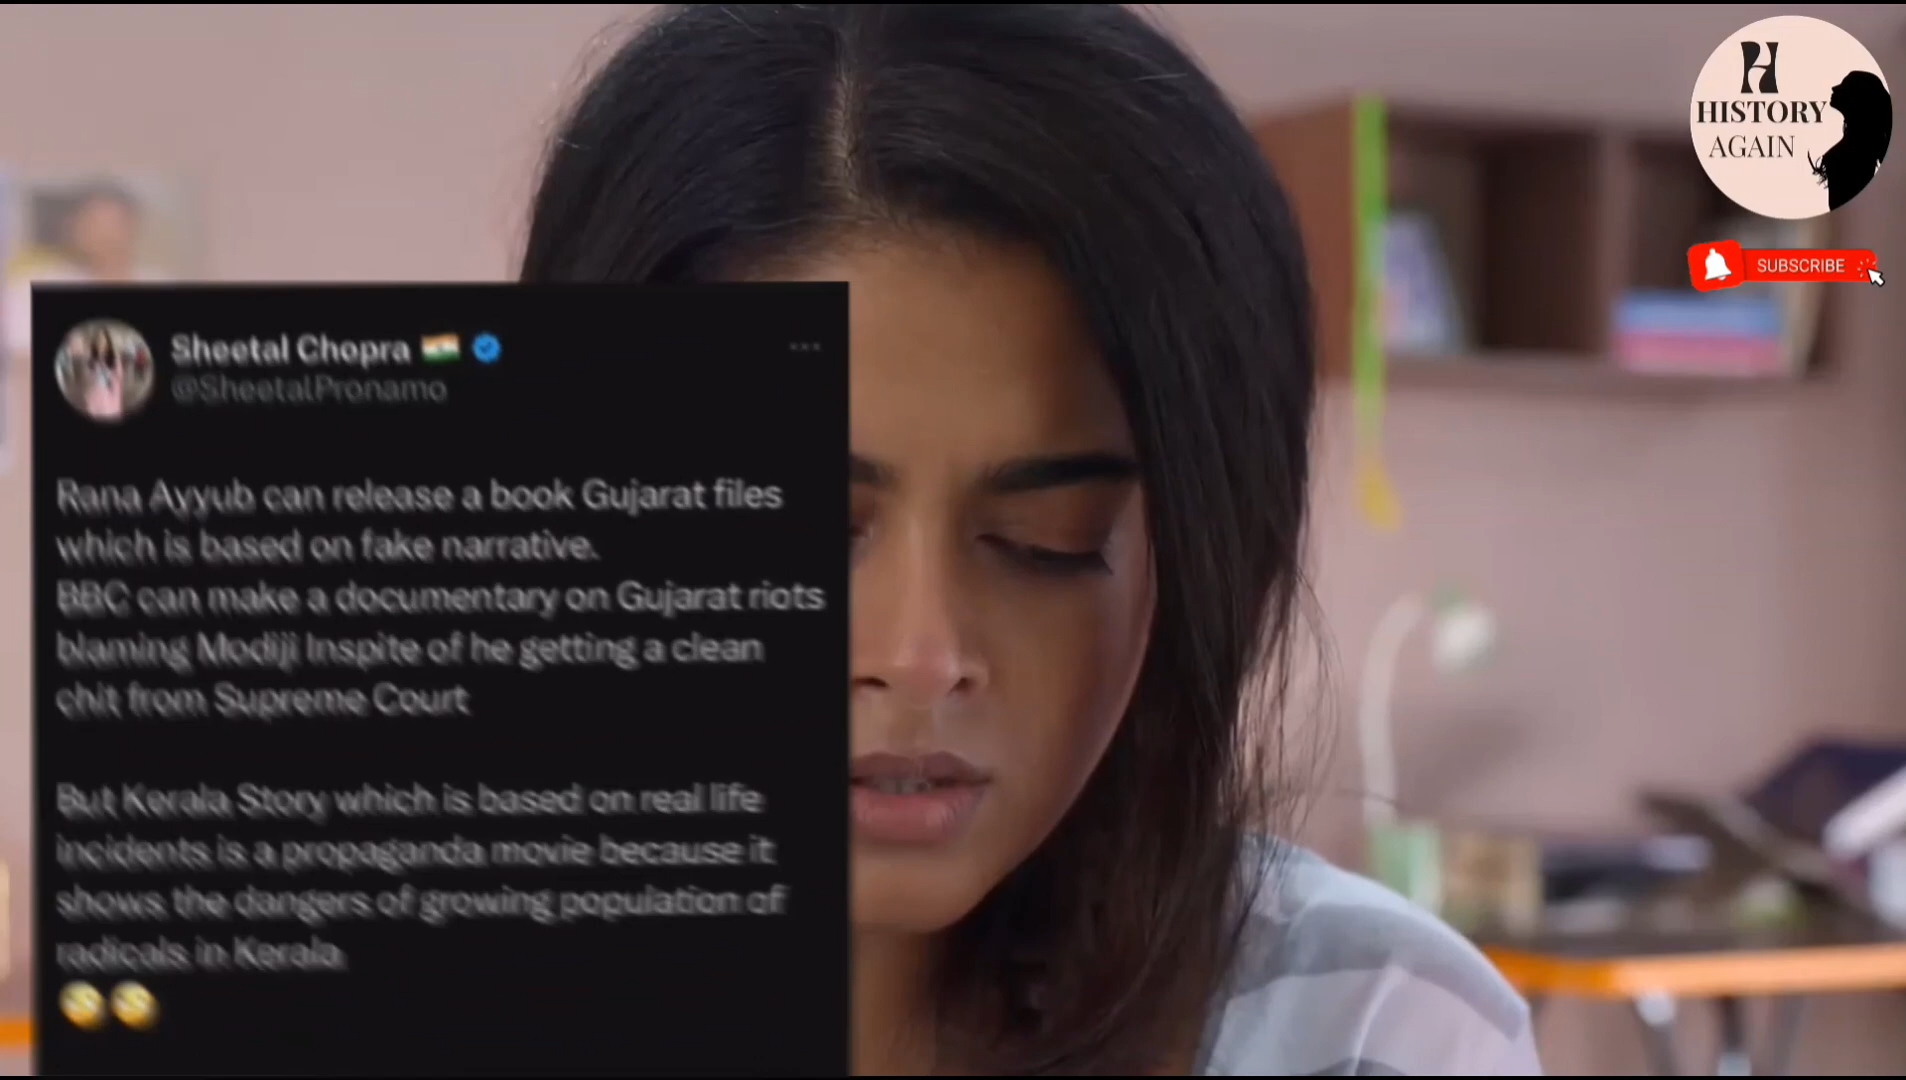 H
HISTORY
AGAIN
SUBSCRIBE
Sheetal Chopra
@SheetalPronamo
Rana Ayyub can release a book Gujarat files
which is based on fake narrative.
BBC can make a documentary on Gujarat riots
blaming Modiji Inspite of he getting a clean
chit from Supreme Court
But Kerala Story which is based on real life
incidents is a propaganda movie because it
shows the dangers of growing population of
radicals in Kerala